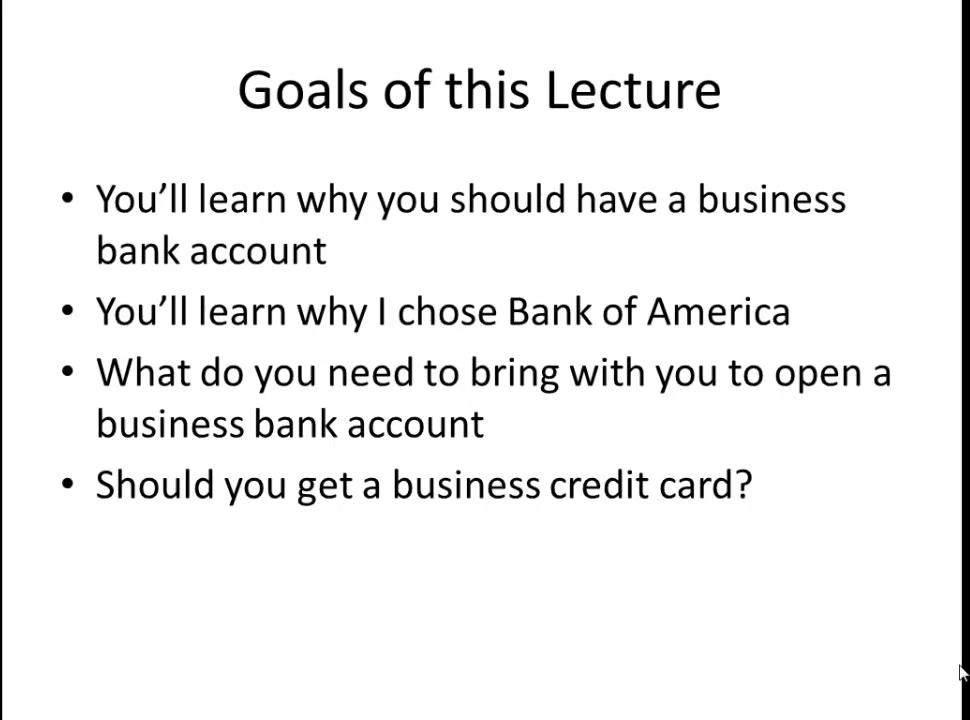 Goals of this Lecture
• You’ll learn why you should have a business
bank account
• You’ll learn why I chose Bank of America
• What do you need to bring with you to open a
business bank account
• Should you get a business credit card?